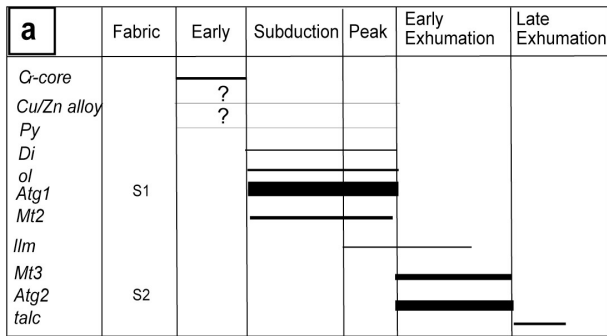 a Fabric Early Subduction Peak Early Exhumation Late Exhumation
Cr-core
?
Cu/Zn alloy
?
Py
Di
ol
Atg1 S1
Mt2
Ilm
Mt3
Atg2 S2
talc